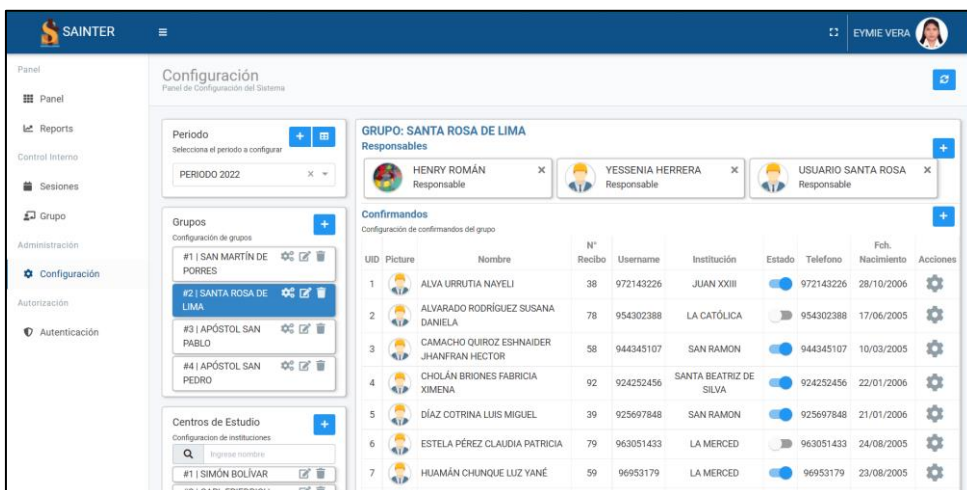 SAINTER
EYMIE VERA
Panel
Panel
Reports
Control Interno
Sesiones
Grupo
Administración
Configuración
Autorización
Autenticación
Configuración
Panel de Configuración del Sistema
Periodo
Selecciona el periodo a configurar
PERIODO 2022
Grupos
Configuración de grupos
#1 | SAN MARTÍN DE
PORRES
#2 | SANTA ROSA DE
LIMA
#3 | APÓSTOL SAN
PABLO
#4 | APÓSTOL SAN
PEDRO
Centros de Estudio
Configuracion de instituciones
Ingrese nombre
#1 | SIMÓN BOLÍVAR
GRUPO: SANTA ROSA DE LIMA
Responsables
HENRY ROMÁN
Responsable
YESSENIA HERRERA
Responsable
USUARIO SANTA ROSA
Responsable
Confirmandos
Configuración de confirmandos del grupo
UID Picture Nombre N° Recibo Username Institución Estado Telefono Fch. Nacimiento Acciones
1 ALVA URRUTIA NAYELI 38 972143226 JUAN XXIII 972143226 28/10/2006
2 ALVARADO RODRÍGUEZ SUSANA DANIELA 78 954302388 LA CATÓLICA 954302388 17/06/2005
3 CAMACHO QUIROZ ESHNAIDER JHANFRAN HECTOR 58 944345107 SAN RAMON 944345107 10/03/2005
4 CHOLÁN BRIONES FABRICIA XIMENA 92 924252456 SANTA BEATRIZ DE SILVA 924252456 22/01/2006
5 DÍAZ COTRINA LUIS MIGUEL 39 925697848 SAN RAMON 925697848 21/01/2006
6 ESTELA PÉREZ CLAUDIA PATRICIA 79 963051433 LA MERCED 963051433 24/08/2005
7 HUAMÁN CHUNQUE LUZ YANÉ 59 96953179 LA MERCED 96953179 23/08/2005